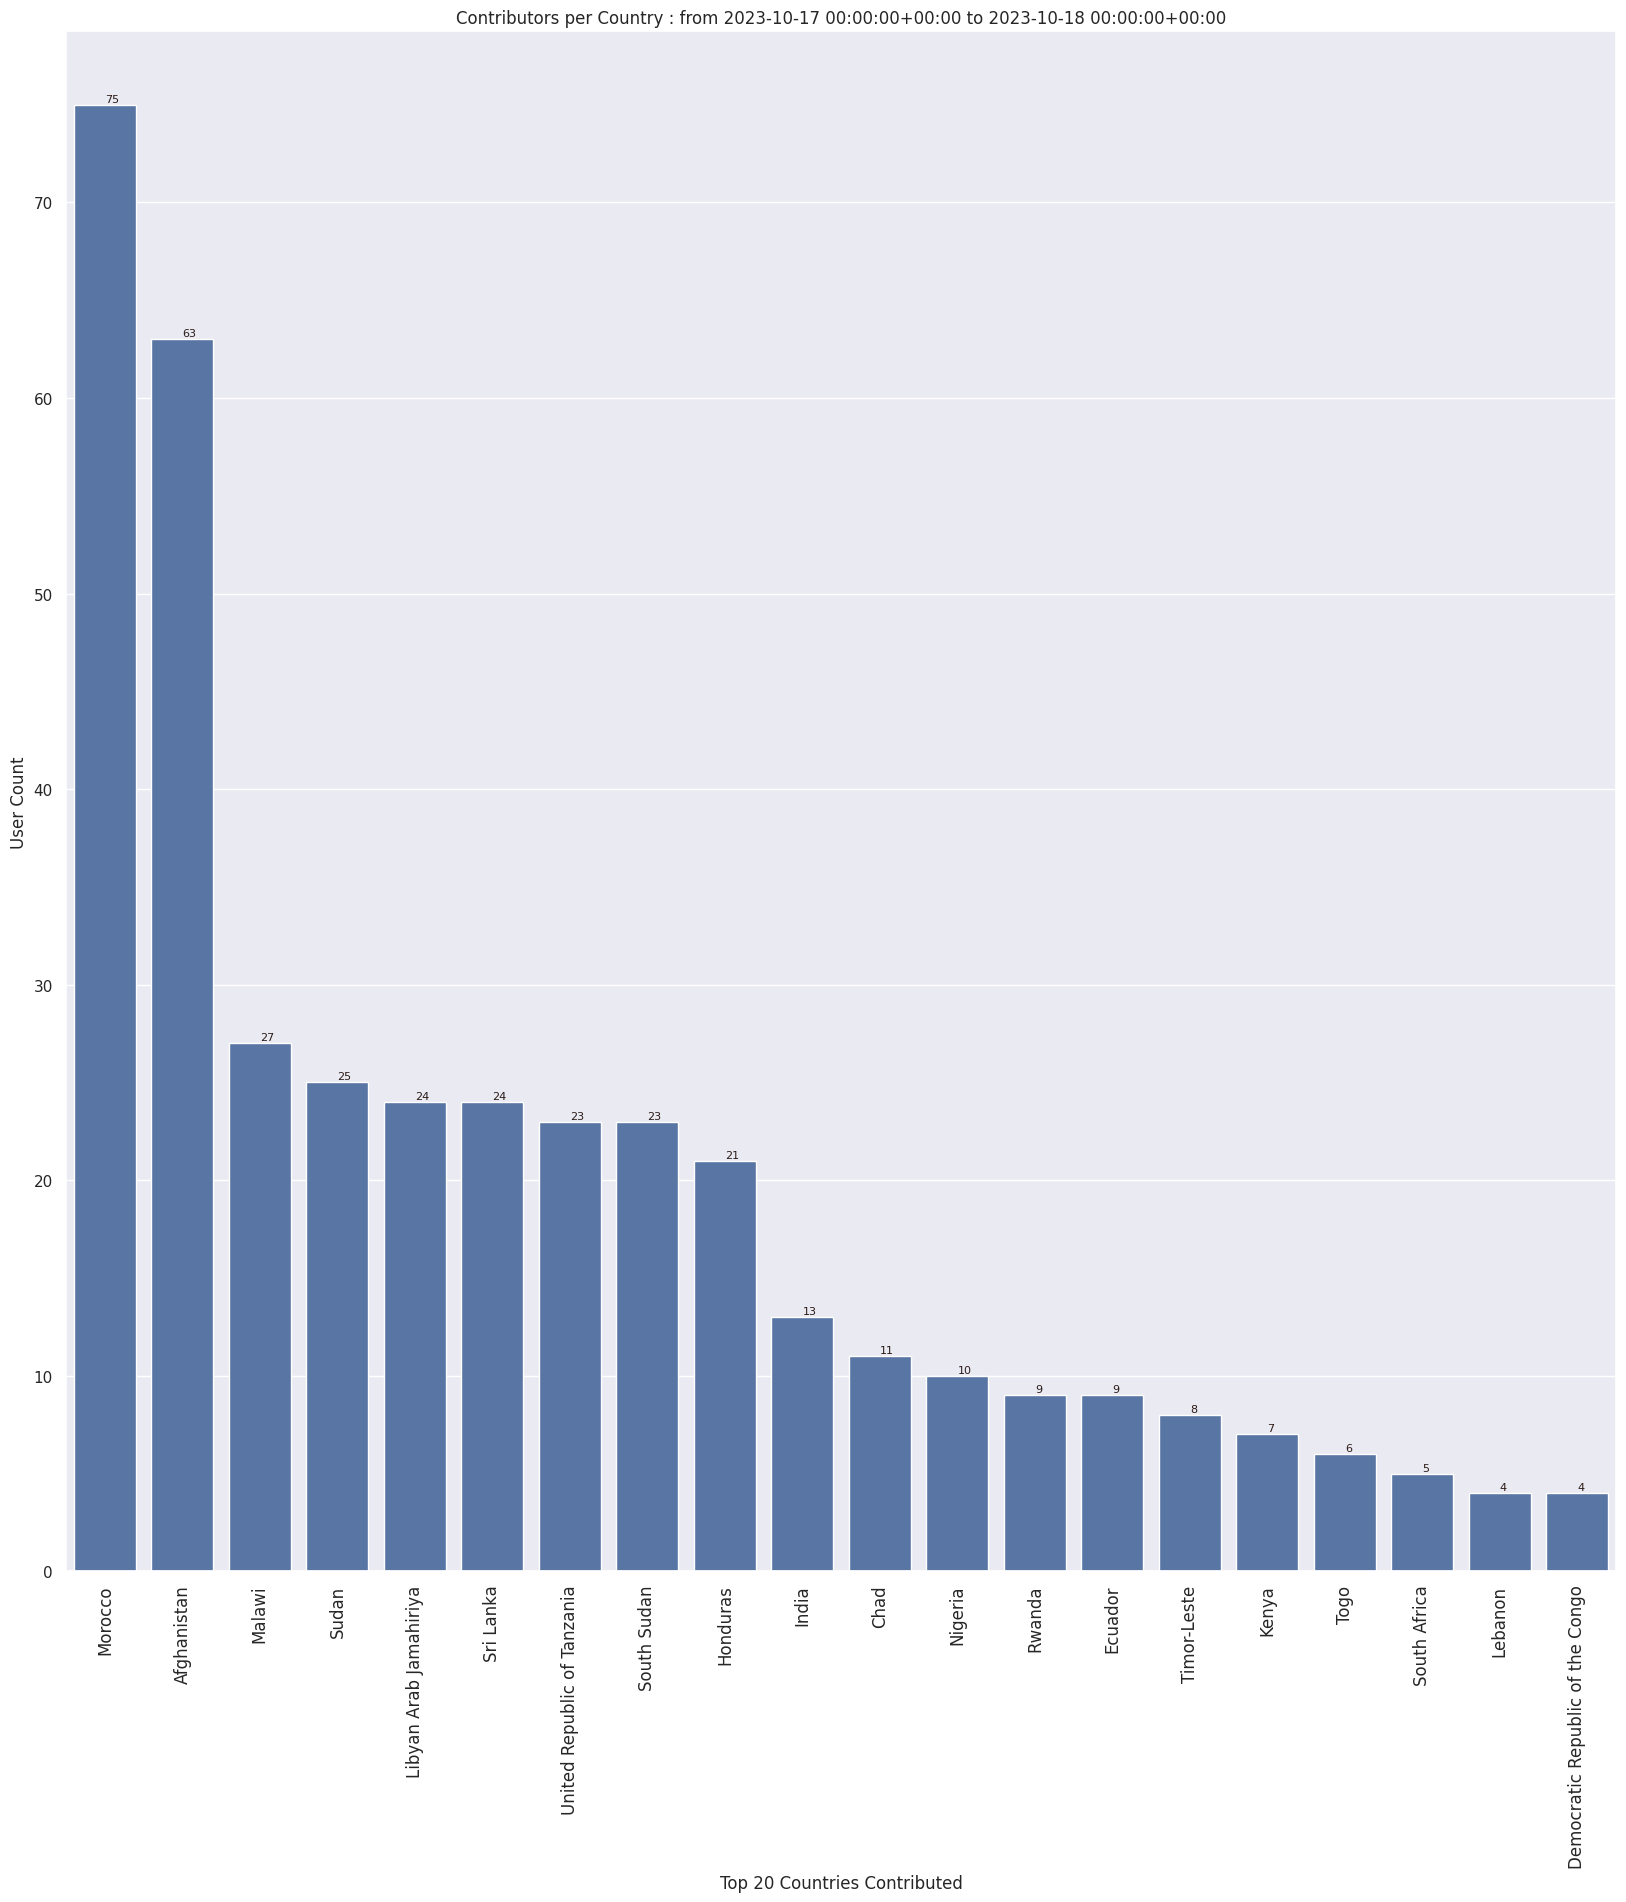 Contributors per Country : from 2023-10-17 00:00:00+00:00 to 2023-10-18 00:00:00+00:00
User Count
70
60
50
40
30
20
10
0
75
63
27
25
24
24
23
23
21
13
11
10
9
9
8
7
6
5
4
4
Morocco
Afghanistan
Malawi
Sudan
Libyan Arab Jamahiriya
Sri Lanka
United Republic of Tanzania
South Sudan
Honduras
India
Chad
Nigeria
Rwanda
Ecuador
Timor-Leste
Kenya
Togo
South Africa
Lebanon
Democratic Republic of the Congo
Top 20 Countries Contributed